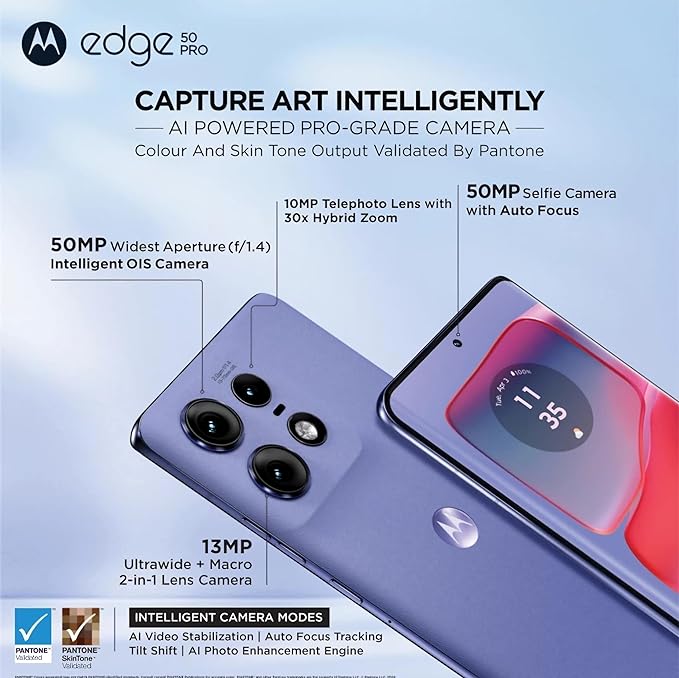 edge 50 PRO
CAPTURE ART INTELLIGENTLY
AI POWERED PRO-GRADE CAMERA
Colour And Skin Tone Output Validated By Pantone
50MP Selfie Camera
with Auto Focus
10MP Telephoto Lens with
30x Hybrid Zoom
50MP Widest Aperture (f/1.4)
Intelligent OIS Camera
Tue, Apr 3
100%
11
35
13MP
Ultrawide + Macro
2-in-1 Lens Camera
PANTONE
Validated
PANTONE
SkinTone™
Validated
INTELLIGENT CAMERA MODES
AI Video Stabilization | Auto Focus Tracking
Tilt Shift | AI Photo Enhancement Engine